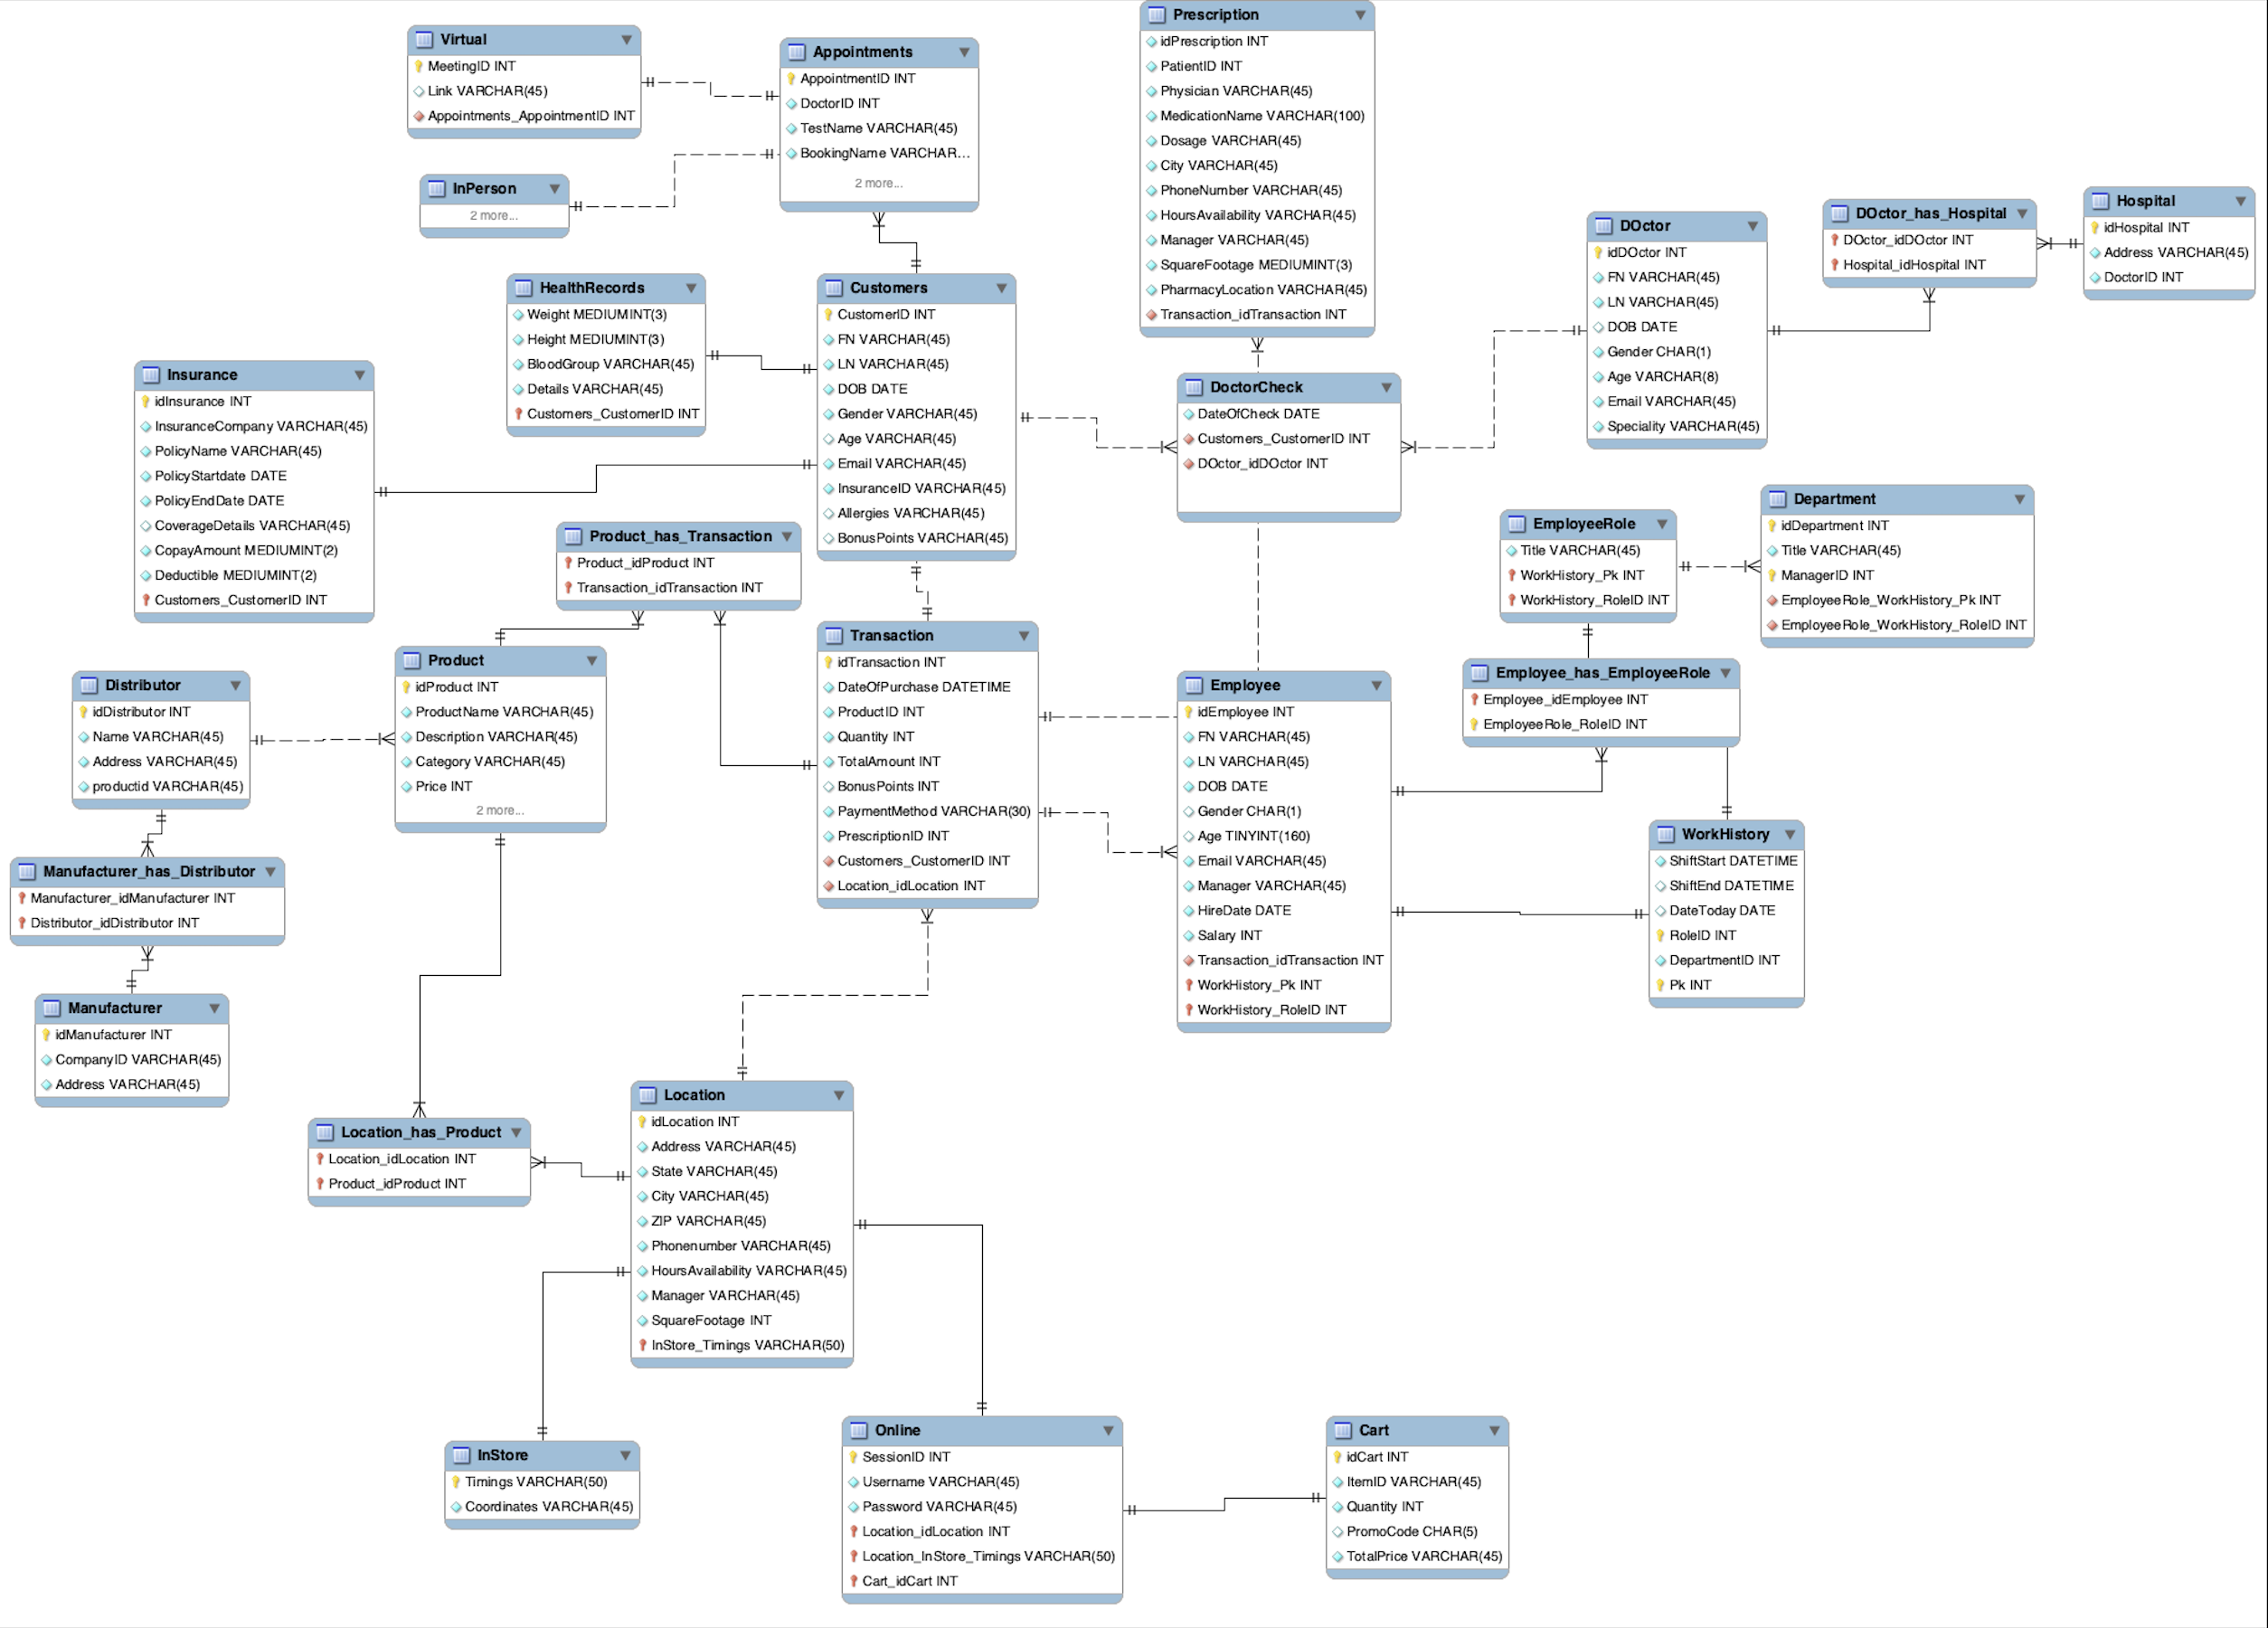 Virtual
MeetingID INT
Link VARCHAR(45)
Appointments_AppointmentID INT
Appointments
AppointmentID INT
DoctorID INT
TestName VARCHAR(45)
BookingName VARCHAR...
2 more...
Prescription
idPrescription INT
PatientID INT
Physician VARCHAR(45)
MedicationName VARCHAR(100)
Dosage VARCHAR(45)
City VARCHAR(45)
PhoneNumber VARCHAR(45)
HoursAvailability VARCHAR(45)
Manager VARCHAR(45)
SquareFootage MEDIUMINT(3)
PharmacyLocation VARCHAR(45)
Transaction_idTransaction INT
InPerson
2 more...
DOctor
idDOctor INT
FN VARCHAR(45)
LN VARCHAR(45)
DOB DATE
Gender CHAR(1)
Age VARCHAR(8)
Email VARCHAR(45)
Speciality VARCHAR(45)
DOctor_has_Hospital
DOctor_idDOctor INT
Hospital_idHospital INT
Hospital
idHospital INT
Address VARCHAR(45)
DoctorID INT
HealthRecords
Weight MEDIUMINT(3)
Height MEDIUMINT(3)
BloodGroup VARCHAR(45)
Details VARCHAR(45)
Customers_CustomerID INT
Customers
CustomerID INT
FN VARCHAR(45)
LN VARCHAR(45)
DOB DATE
Gender VARCHAR(45)
Age VARCHAR(45)
Email VARCHAR(45)
InsuranceID VARCHAR(45)
Allergies VARCHAR(45)
BonusPoints VARCHAR(45)
Insurance
idInsurance INT
InsuranceCompany VARCHAR(45)
PolicyName VARCHAR(45)
PolicyStartdate DATE
PolicyEndDate DATE
CoverageDetails VARCHAR(45)
CopayAmount MEDIUMINT(2)
Deductible MEDIUMINT(2)
Customers_CustomerID INT
DoctorCheck
DateOfCheck DATE
Customers_CustomerID INT
DOctor_idDOctor INT
Department
idDepartment INT
Title VARCHAR(45)
ManagerID INT
EmployeeRole_WorkHistory_Pk INT
EmployeeRole_WorkHistory_RoleID INT
EmployeeRole
Title VARCHAR(45)
WorkHistory_Pk INT
WorkHistory_RoleID INT
Product_has_Transaction
Product_idProduct INT
Transaction_idTransaction INT
Transaction
idTransaction INT
DateOfPurchase DATETIME
ProductID INT
Quantity INT
TotalAmount INT
BonusPoints INT
PaymentMethod VARCHAR(30)
PrescriptionID INT
Customers_CustomerID INT
Location_idLocation INT
Product
idProduct INT
ProductName VARCHAR(45)
Description VARCHAR(45)
Category VARCHAR(45)
Price INT
2 more...
Distributor
idDistributor INT
Name VARCHAR(45)
Address VARCHAR(45)
productid VARCHAR(45)
Employee
idEmployee INT
FN VARCHAR(45)
LN VARCHAR(45)
DOB DATE
Gender CHAR(1)
Age TINYINT(160)
Email VARCHAR(45)
Manager VARCHAR(45)
HireDate DATE
Salary INT
Transaction_idTransaction INT
WorkHistory_Pk INT
WorkHistory_RoleID INT
Employee_has_EmployeeRole
Employee_idEmployee INT
EmployeeRole_RoleID INT
WorkHistory
ShiftStart DATETIME
ShiftEnd DATETIME
DateToday DATE
RoleID INT
DepartmentID INT
Pk INT
Manufacturer_has_Distributor
Manufacturer_idManufacturer INT
Distributor_idDistributor INT
Manufacturer
idManufacturer INT
CompanyID VARCHAR(45)
Address VARCHAR(45)
Location_has_Product
Location_idLocation INT
Product_idProduct INT
Location
idLocation INT
Address VARCHAR(45)
State VARCHAR(45)
City VARCHAR(45)
ZIP VARCHAR(45)
Phonenumber VARCHAR(45)
HoursAvailability VARCHAR(45)
Manager VARCHAR(45)
SquareFootage INT
InStore_Timings VARCHAR(50)
InStore
Timings VARCHAR(50)
Coordinates VARCHAR(45)
Online
SessionID INT
Username VARCHAR(45)
Password VARCHAR(45)
Location_idLocation INT
Location_InStore_Timings VARCHAR(50)
Cart_idCart INT
Cart
idCart INT
ItemID VARCHAR(45)
Quantity INT
PromoCode CHAR(5)
TotalPrice VARCHAR(45)